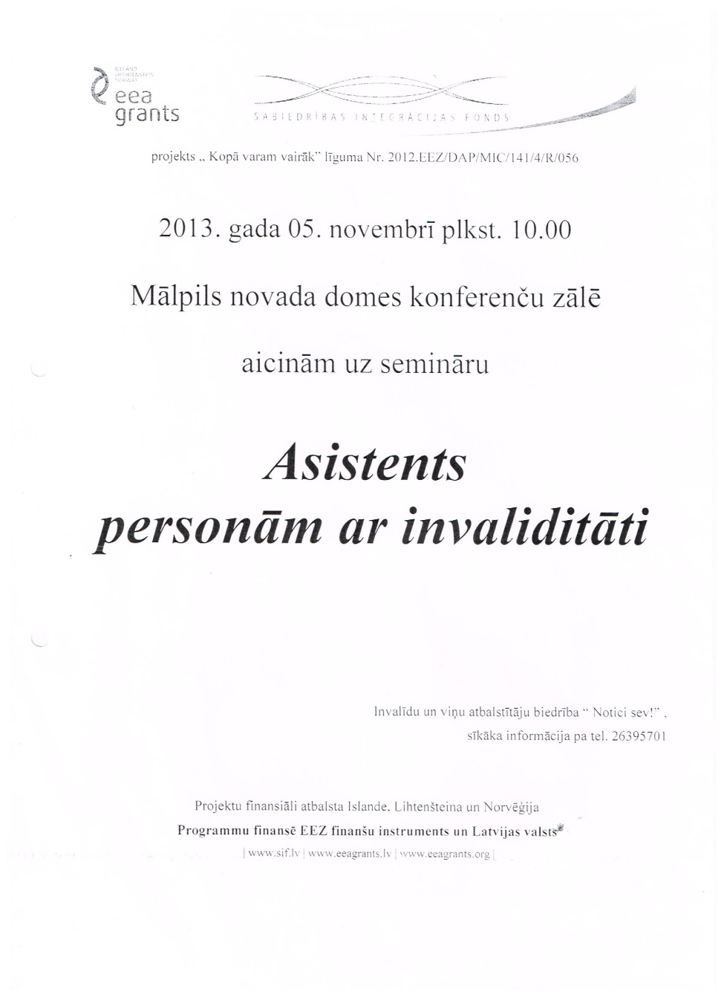 ICELAND
LIECHTENSTEIN
NORWAY
eea
grants
SABIEDRĪBAS INTEGRĀCIJAS FONDS
projekts „ Kopā varam vairāk” līguma Nr. 2012.EEZ/DAP/MIC/141/4/R/056
2013. gada 05. novembrī plkst. 10.00
Mālpils novada domes konferenču zālē
aicinām uz semināru
Asistents
personām ar invaliditāti
Invalīdu un viņu atbalstītāju biedrība “ Notici sev!” ,
sīkāka informācija pa tel. 26395701
Projektu finansiāli atbalsta Islande, Lihtenšteina un Norvēģija
Programmu finansē EEZ finanšu instruments un Latvijas valsts
| www.sif.lv | www.eeagrants.lv | www.eeagrants.org |